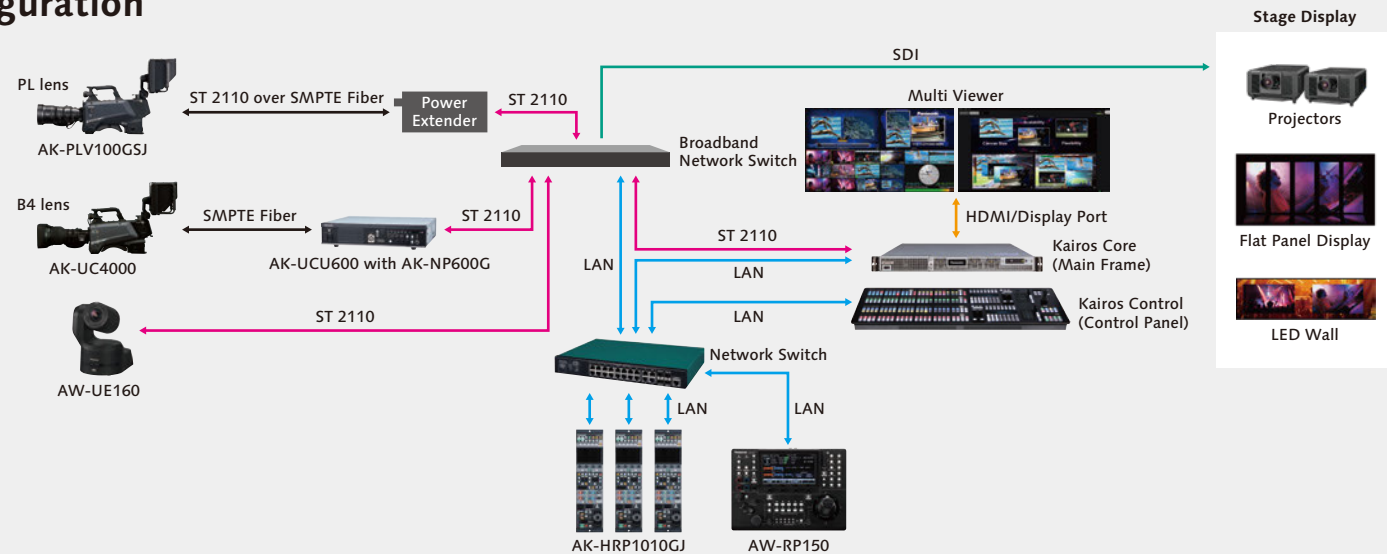 guration
Stage Display
SDI
PL lens
ST 2110 over SMPTE Fiber
Power
Extender
ST 2110
Multi Viewer
Projectors
AK-PLV100GSJ
Broadband
Network Switch
B4 lens
SMPTE Fiber
ST 2110
HDMI/Display Port
ST 2110
Flat Panel Display
AK-UC4000
AK-UCU600 with AK-NP600G
LAN
LAN
Kairos Core
(Main Frame)
ST 2110
LAN
Kairos Control
(Control Panel)
LED Wall
Network Switch
AW-UE160
LAN
LAN
AK-HRP1010GJ
AW-RP150